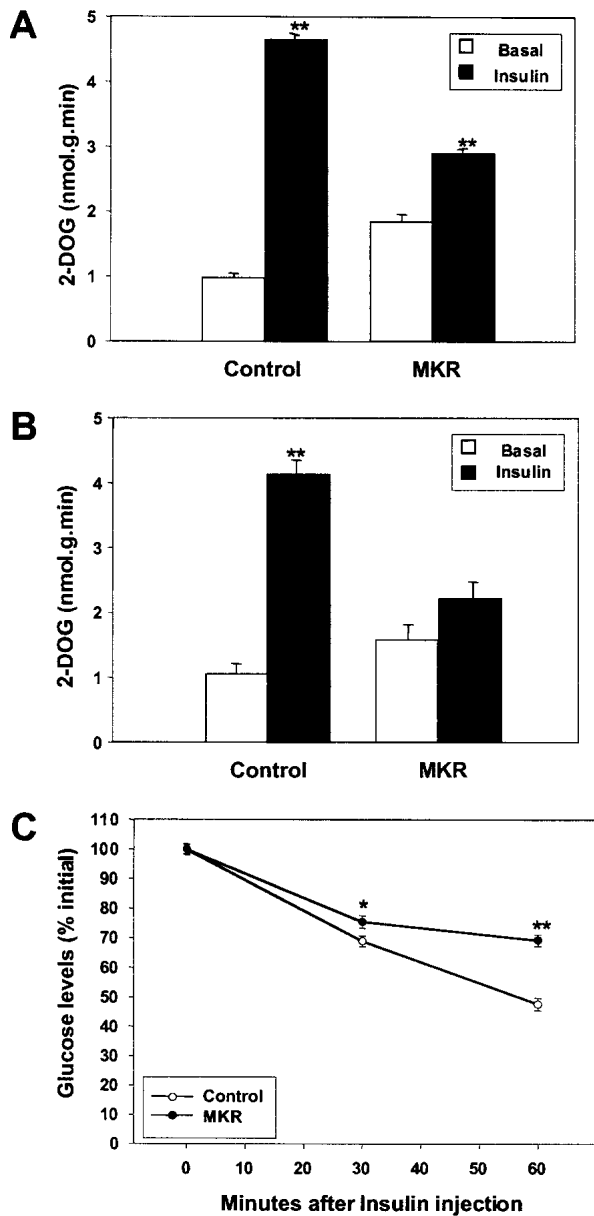 A
5
4
3
2
1
0
2-DOG (nmol.g.min)
**
**
Basal
Insulin
Control
MKR
B
5
4
3
2
1
0
2-DOG (nmol.g.min)
**
Basal
Insulin
Control
MKR
C
110
100
90
80
70
60
50
40
30
20
10
0
Glucose levels (% initial)
*
**
Control
MKR
0 10 20 30 40 50 60
Minutes after Insulin injection